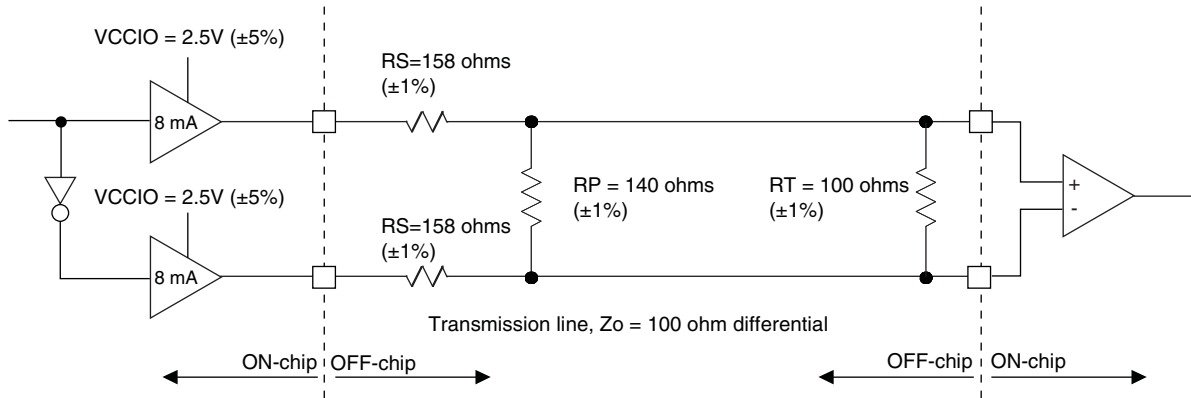 VCCIO = 2.5V (±5%)
8 mA
RS=158 ohms
(±1%)
VCCIO = 2.5V (±5%)
8 mA
RS=158 ohms
(±1%)
RP = 140 ohms
(±1%)
RT = 100 ohms
(±1%)
+
-
Transmission line, Zo = 100 ohm differential
ON-chip
OFF-chip
OFF-chip
ON-chip